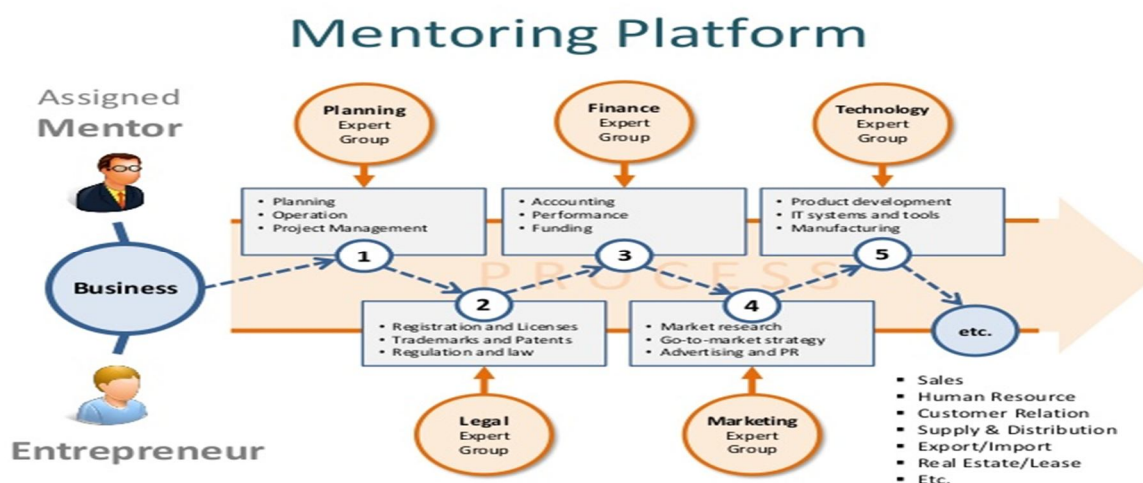 Mentoring Platform
Assigned
Mentor
Business
Entrepreneur
Planning
Expert
Group
Finance
Expert
Group
Technology
Expert
Group
• Planning
• Operation
• Project Management
• Accounting
• Performance
• Funding
• Product development
• IT systems and tools
• Manufacturing
1
3
5
PROCESS
2
4
etc.
• Registration and Licenses
• Trademarks and Patents
• Regulation and law
• Market research
• Go-to-market strategy
• Advertising and PR
Legal
Expert
Group
Marketing
Expert
Group
▪ Sales
▪ Human Resource
▪ Customer Relation
▪ Supply & Distribution
▪ Export/Import
▪ Real Estate/Lease
▪ Etc.